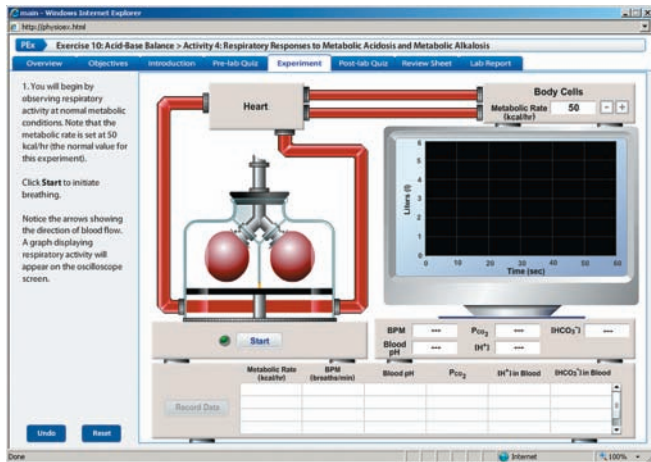 main - Windows Internet Explorer
http://physioex.html
PEx Exercise 10: Acid-Base Balance > Activity 4: Respiratory Responses to Metabolic Acidosis and Metabolic Alkalosis
Overview Objectives Introduction Pre-lab Quiz Experiment Post-lab Quiz Review Sheet Lab Report
1. You will begin by
observing respiratory
activity at normal metabolic
conditions. Note that the
metabolic rate is set at 50
kcal/hr (the normal value for
this experiment).
Click Start to initiate
breathing.
Notice the arrows showing
the direction of blood flow.
A graph displaying
respiratory activity will
appear on the oscilloscope
screen.
Undo Reset
Heart
Body Cells
Metabolic Rate 50 - +
(kcal/hr)
Liters (l)
6
5
4
3
2
1
0
0 10 20 30 40 50 60
Time (sec)
Start
BPM --- Pco2 --- [HCO3-] ---
Blood pH --- [H+] ---
Metabolic Rate (kcal/hr) BPM (breaths/min) Blood pH Pco2 [H+] in Blood [HCO3-] in Blood
Record Data
Done Internet 100%